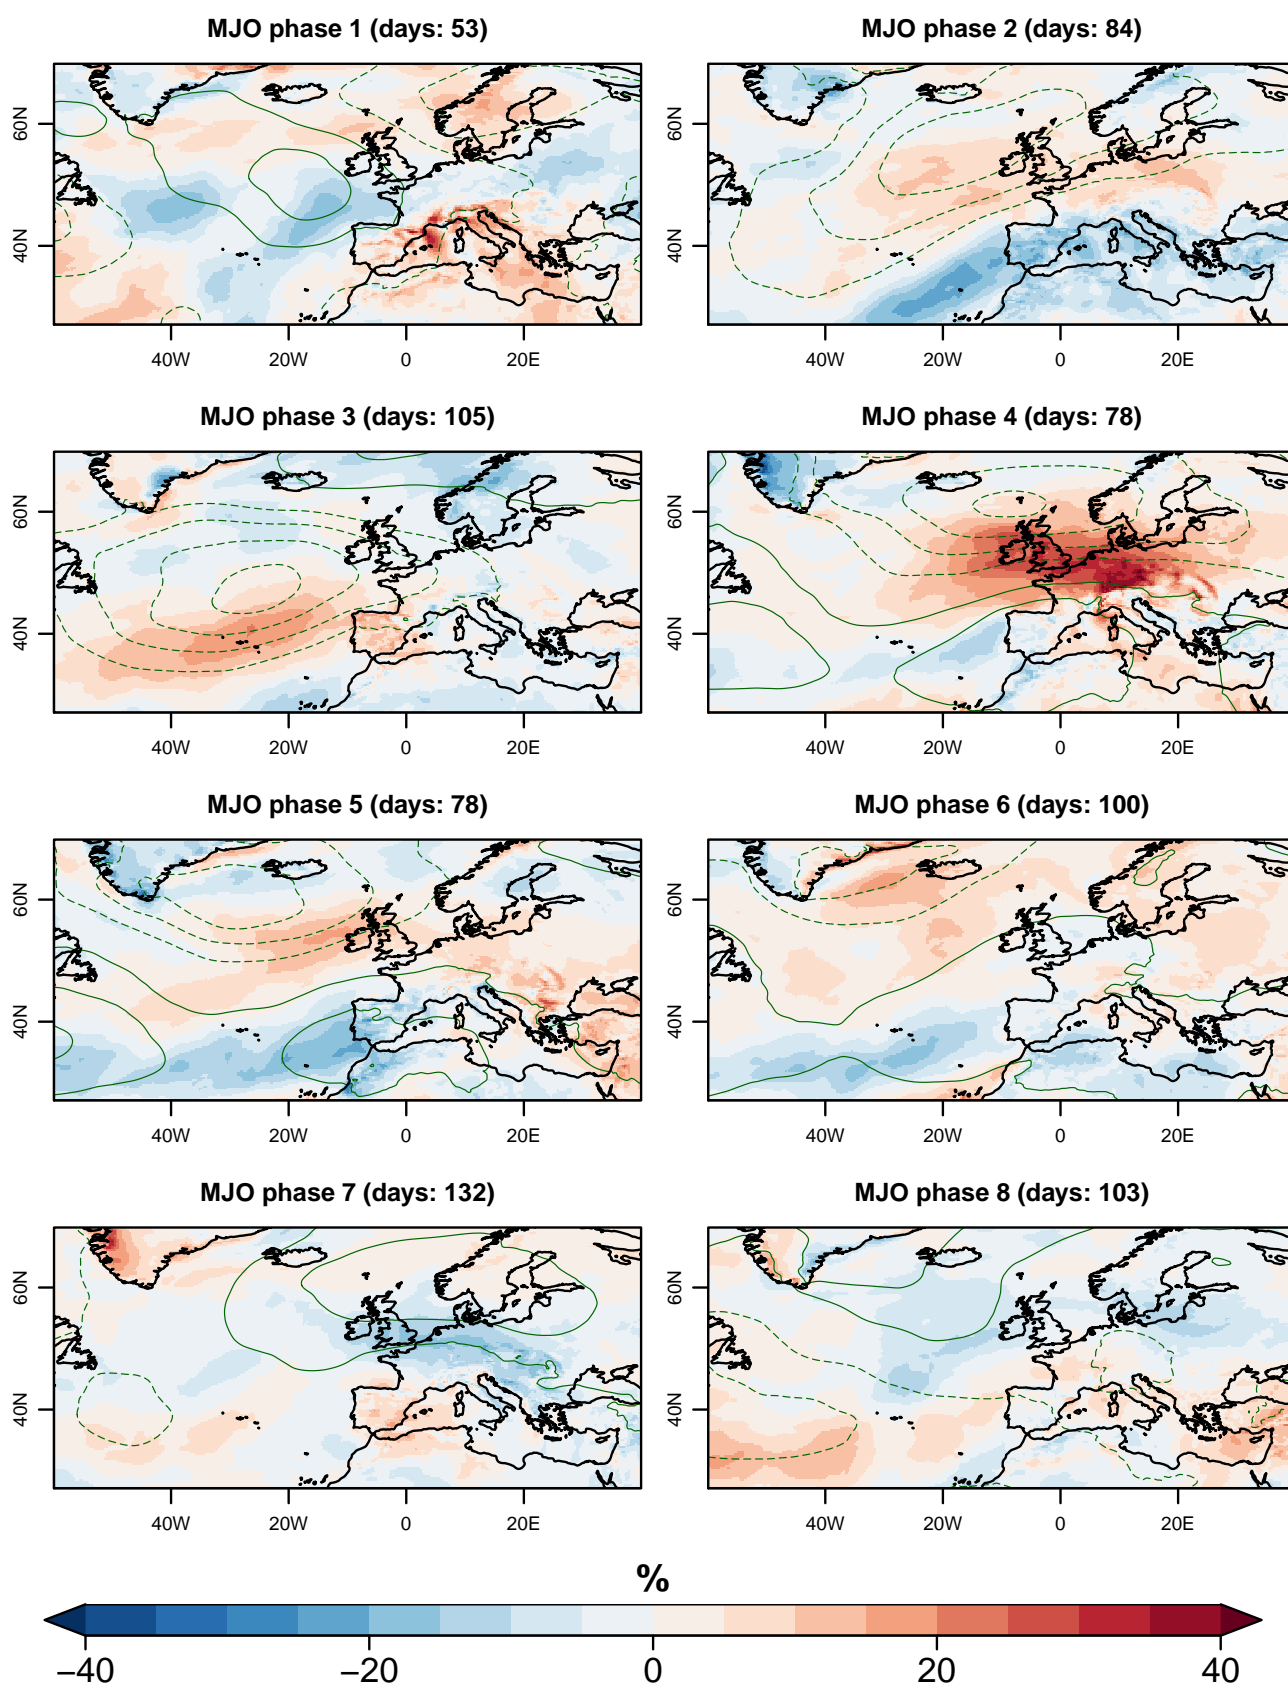 MJO phase 1 (days: 53)
MJO phase 2 (days: 84)
60N
40N
40W 20W 0 20E
60N
40N
40W 20W 0 20E
MJO phase 3 (days: 105)
MJO phase 4 (days: 78)
60N
40N
40W 20W 0 20E
60N
40N
40W 20W 0 20E
MJO phase 5 (days: 78)
MJO phase 6 (days: 100)
60N
40N
40W 20W 0 20E
60N
40N
40W 20W 0 20E
MJO phase 7 (days: 132)
MJO phase 8 (days: 103)
60N
40N
40W 20W 0 20E
60N
40N
40W 20W 0 20E
%
−40 −20 0 20 40